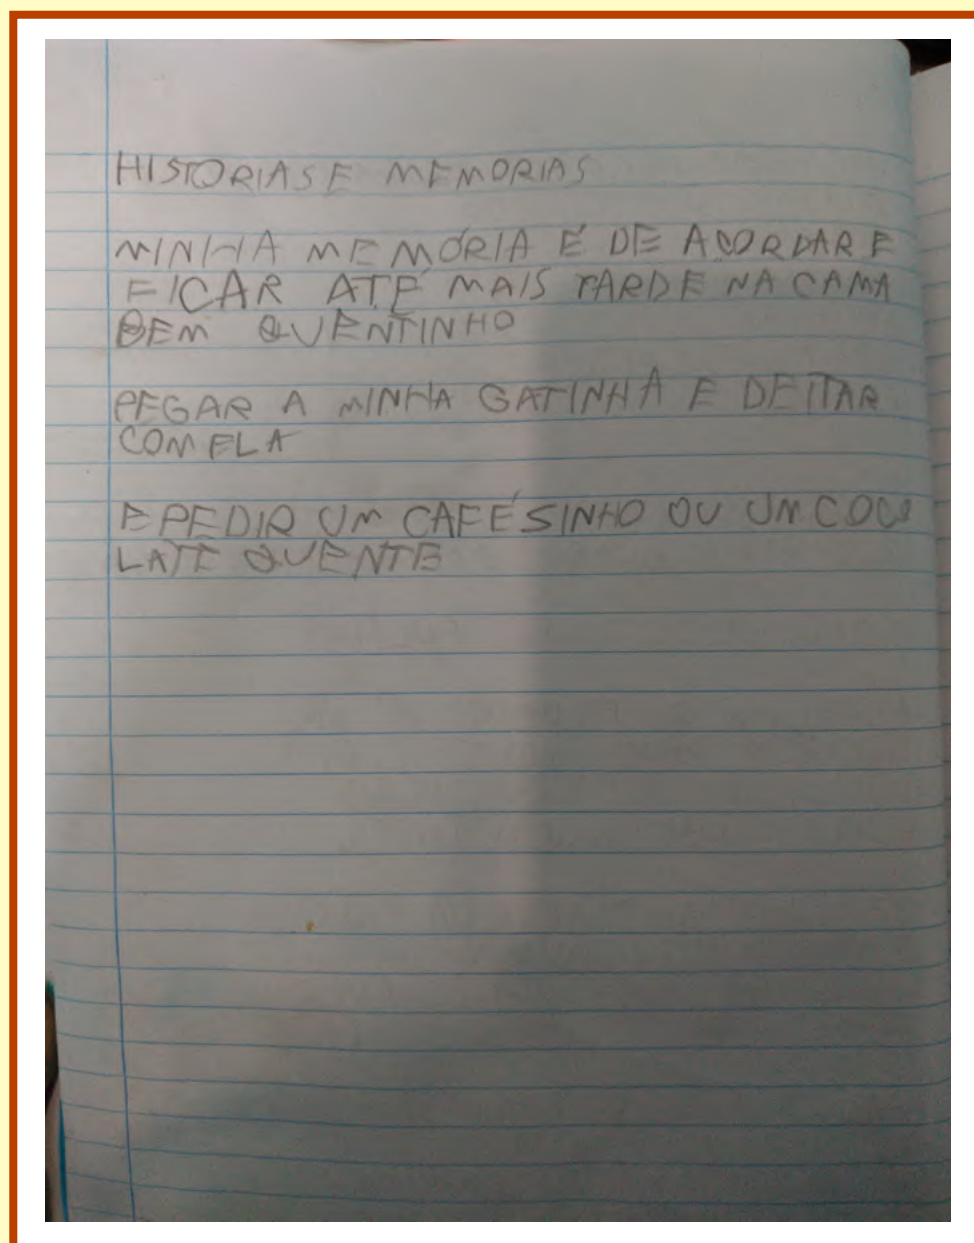 HISTORIAS E MEMORIAS
MINHA MEMÓRIA É DE ACORDAR E
FICAR ATÉ MAIS TARDE NA CAMA
BEM QUENTINHO
PEGAR A MINHA GATINHA E DEITAR
COM ELA
E PEDIR UM CAFÉSINHO OU UM COCO
LATE QUENTE